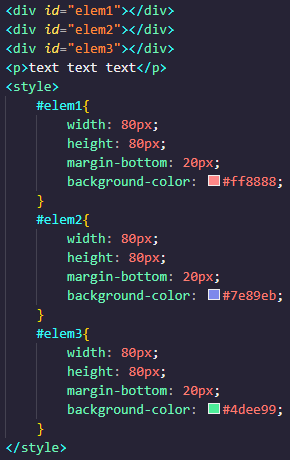 <div id="elem1"></div>
<div id="elem2"></div>
<div id="elem3"></div>
<p>text text text</p>
<style>
    #elem1{
        width: 80px;
        height: 80px;
        margin-bottom: 20px;
        background-color: #ff8888;
    }
    #elem2{
        width: 80px;
        height: 80px;
        margin-bottom: 20px;
        background-color: #7e89eb;
    }
    #elem3{
        width: 80px;
        height: 80px;
        margin-bottom: 20px;
        background-color: #4dee99;
    }
</style>